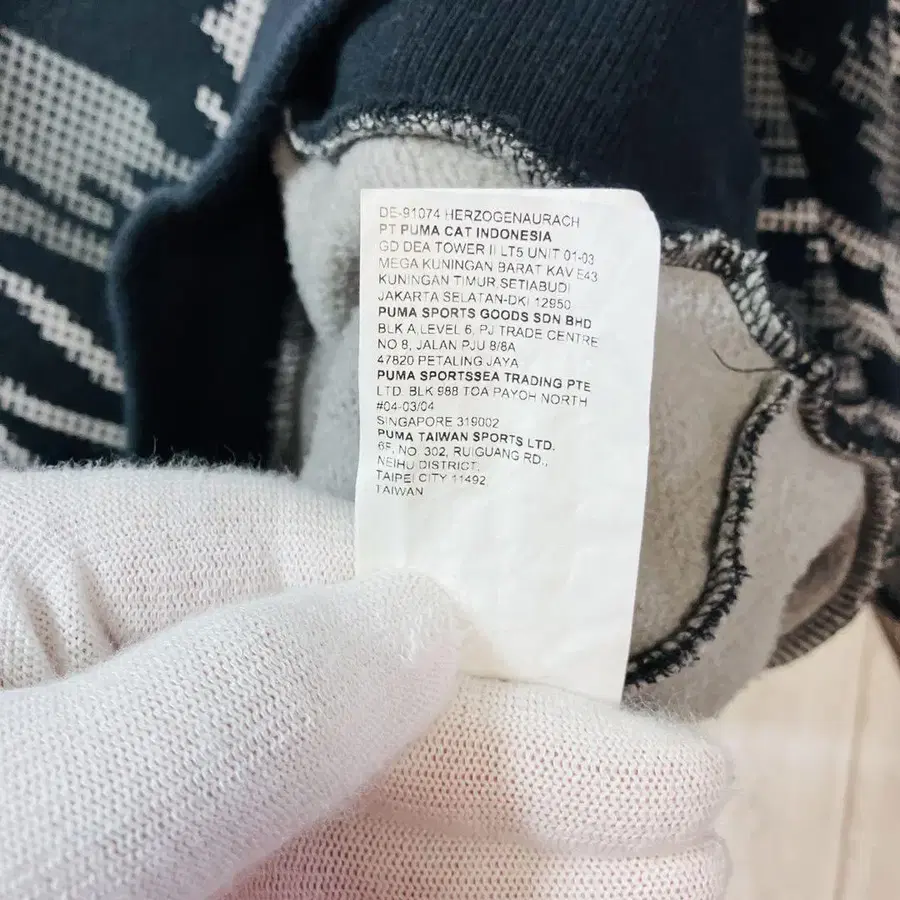 DE-91074 HERZOGENAURACH
PT PUMA CAT INDONESIA
GD DEA TOWER II LT5 UNIT 01-03
MEGA KUNINGAN BARAT KAV E43
KUNINGAN TIMUR SETIABUDI
JAKARTA SELATAN-DKI 12950
PUMA SPORTS GOODS SDN BHD
BLK A,LEVEL 6, PJ TRADE CENTRE
NO 8, JALAN PJU 8/8A
47820 PETALING JAYA
PUMA SPORTSSEA TRADING PTE
LTD. BLK 988 TOA PAYOH NORTH
#04-03/04
SINGAPORE 319002
PUMA TAIWAN SPORTS LTD.
6F, NO. 302, RUIGUANG RD.,
NEIHU DISTRICT,
TAIPEI CITY 11492
TAIWAN